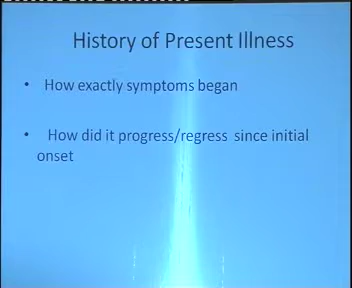 History of Present Illness
• How exactly symptoms began
• How did it progress/regress since initial
onset